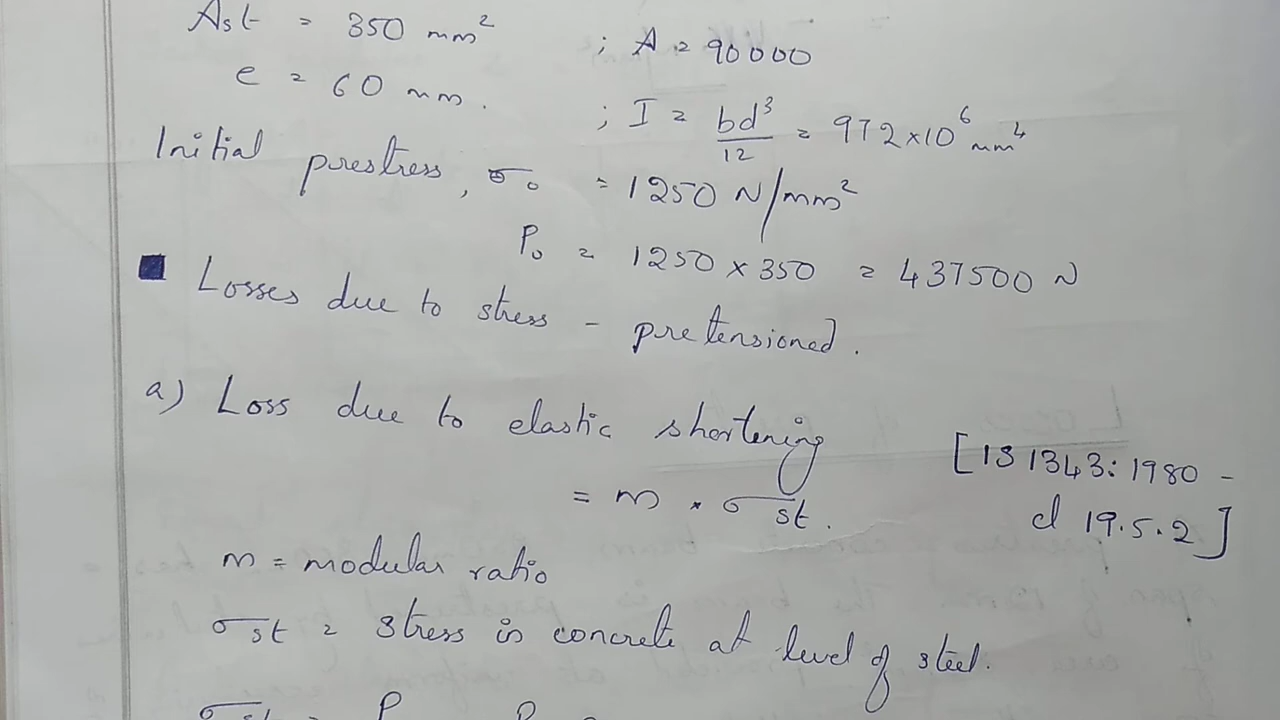 Ast = 350 mm² ; A = 90000
e = 60 mm. ; I = bd³/12 = 972×10⁶ mm⁴
Initial prestress, σ₀ = 1250 N/mm²
P₀ = 1250 × 350 = 437500 N
Losses due to stress - pretensioned.
a) Loss due to elastic shortening
= m × σst. [IS 1343:1980 - cl 19.5.2]
m = modular ratio
σst = stress in concrete at level of steel.